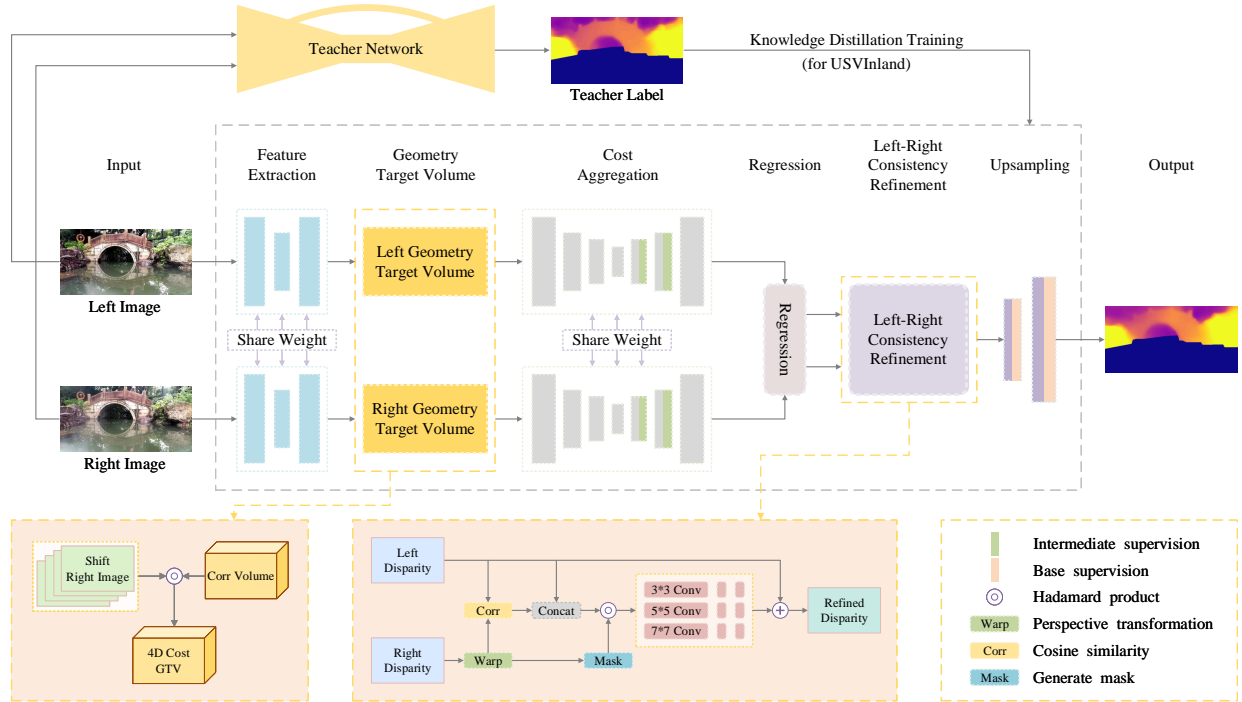 Teacher Network
Teacher Label
Knowledge Distillation Training
(for USVInland)
Input
Feature
Extraction
Geometry
Target Volume
Cost
Aggregation
Regression
Left-Right
Consistency
Refinement
Upsampling
Output
Left Image
Right Image
Share Weight
Left Geometry
Target Volume
Right Geometry
Target Volume
Share Weight
Regression
Left-Right
Consistency
Refinement
Shift
Right Image
Corr Volume
4D Cost
GTV
Left
Disparity
Right
Disparity
Corr
Concat
Warp
Mask
3*3 Conv
5*5 Conv
7*7 Conv
Refined
Disparity
Intermediate supervision
Base supervision
Hadamard product
Warp Perspective transformation
Corr Cosine similarity
Mask Generate mask